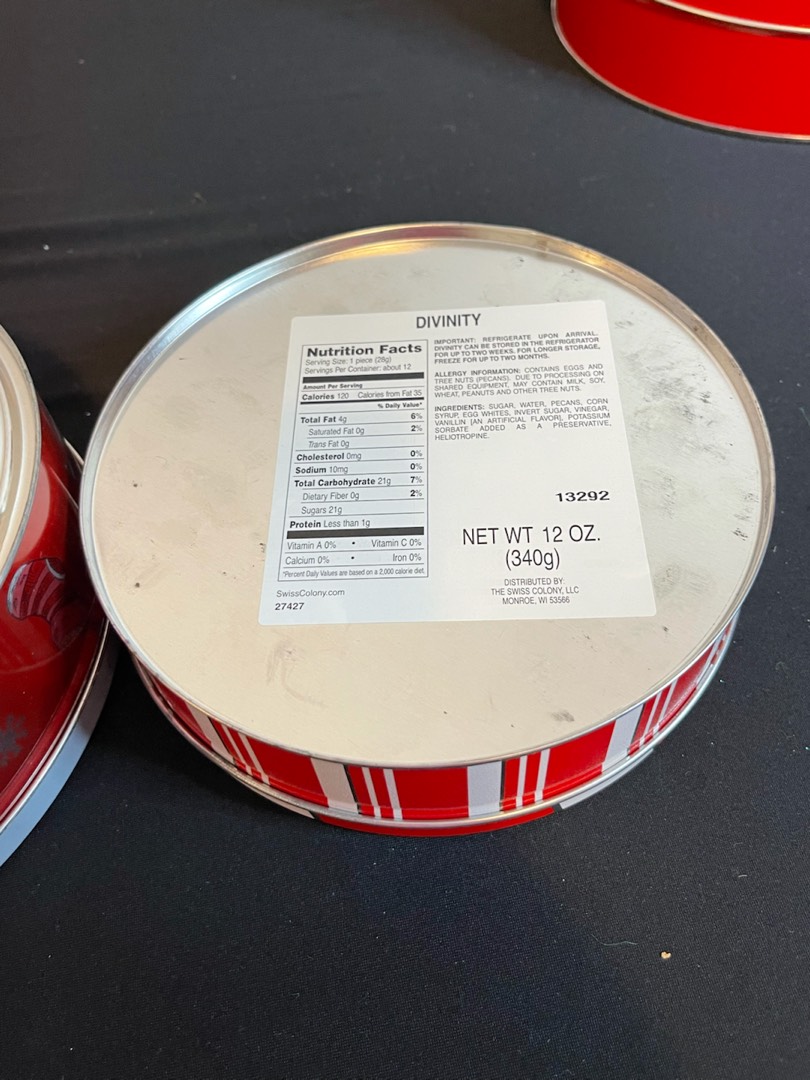 DIVINITY
Nutrition Facts
Serving Size: 1 piece (28g)
Servings Per Container: about 12
Amount Per Serving
Calories 120 Calories from Fat 35
% Daily Value*
Total Fat 4g 6%
Saturated Fat 0g 2%
Trans Fat 0g
Cholesterol 0mg 0%
Sodium 10mg 0%
Total Carbohydrate 21g 7%
Dietary Fiber 0g 2%
Sugars 21g
Protein Less than 1g
Vitamin A 0% • Vitamin C 0%
Calcium 0% • Iron 0%
*Percent Daily Values are based on a 2,000 calorie diet.
SwissColony.com
27427
IMPORTANT: REFRIGERATE UPON ARRIVAL.
DIVINITY CAN BE STORED IN THE REFRIGERATOR
FOR UP TO TWO WEEKS. FOR LONGER STORAGE,
FREEZE FOR UP TO TWO MONTHS.
ALLERGY INFORMATION: CONTAINS EGGS AND
TREE NUTS (PECANS). DUE TO PROCESSING ON
SHARED EQUIPMENT, MAY CONTAIN MILK, SOY,
WHEAT, PEANUTS AND OTHER TREE NUTS.
INGREDIENTS: SUGAR, WATER, PECANS, CORN
SYRUP, EGG WHITES, INVERT SUGAR, VINEGAR,
VANILLIN [AN ARTIFICIAL FLAVOR], POTASSIUM
SORBATE ADDED AS A PRESERVATIVE,
HELIOTROPINE.
13292
NET WT 12 OZ.
(340g)
DISTRIBUTED BY:
THE SWISS COLONY, LLC
MONROE, WI 53566